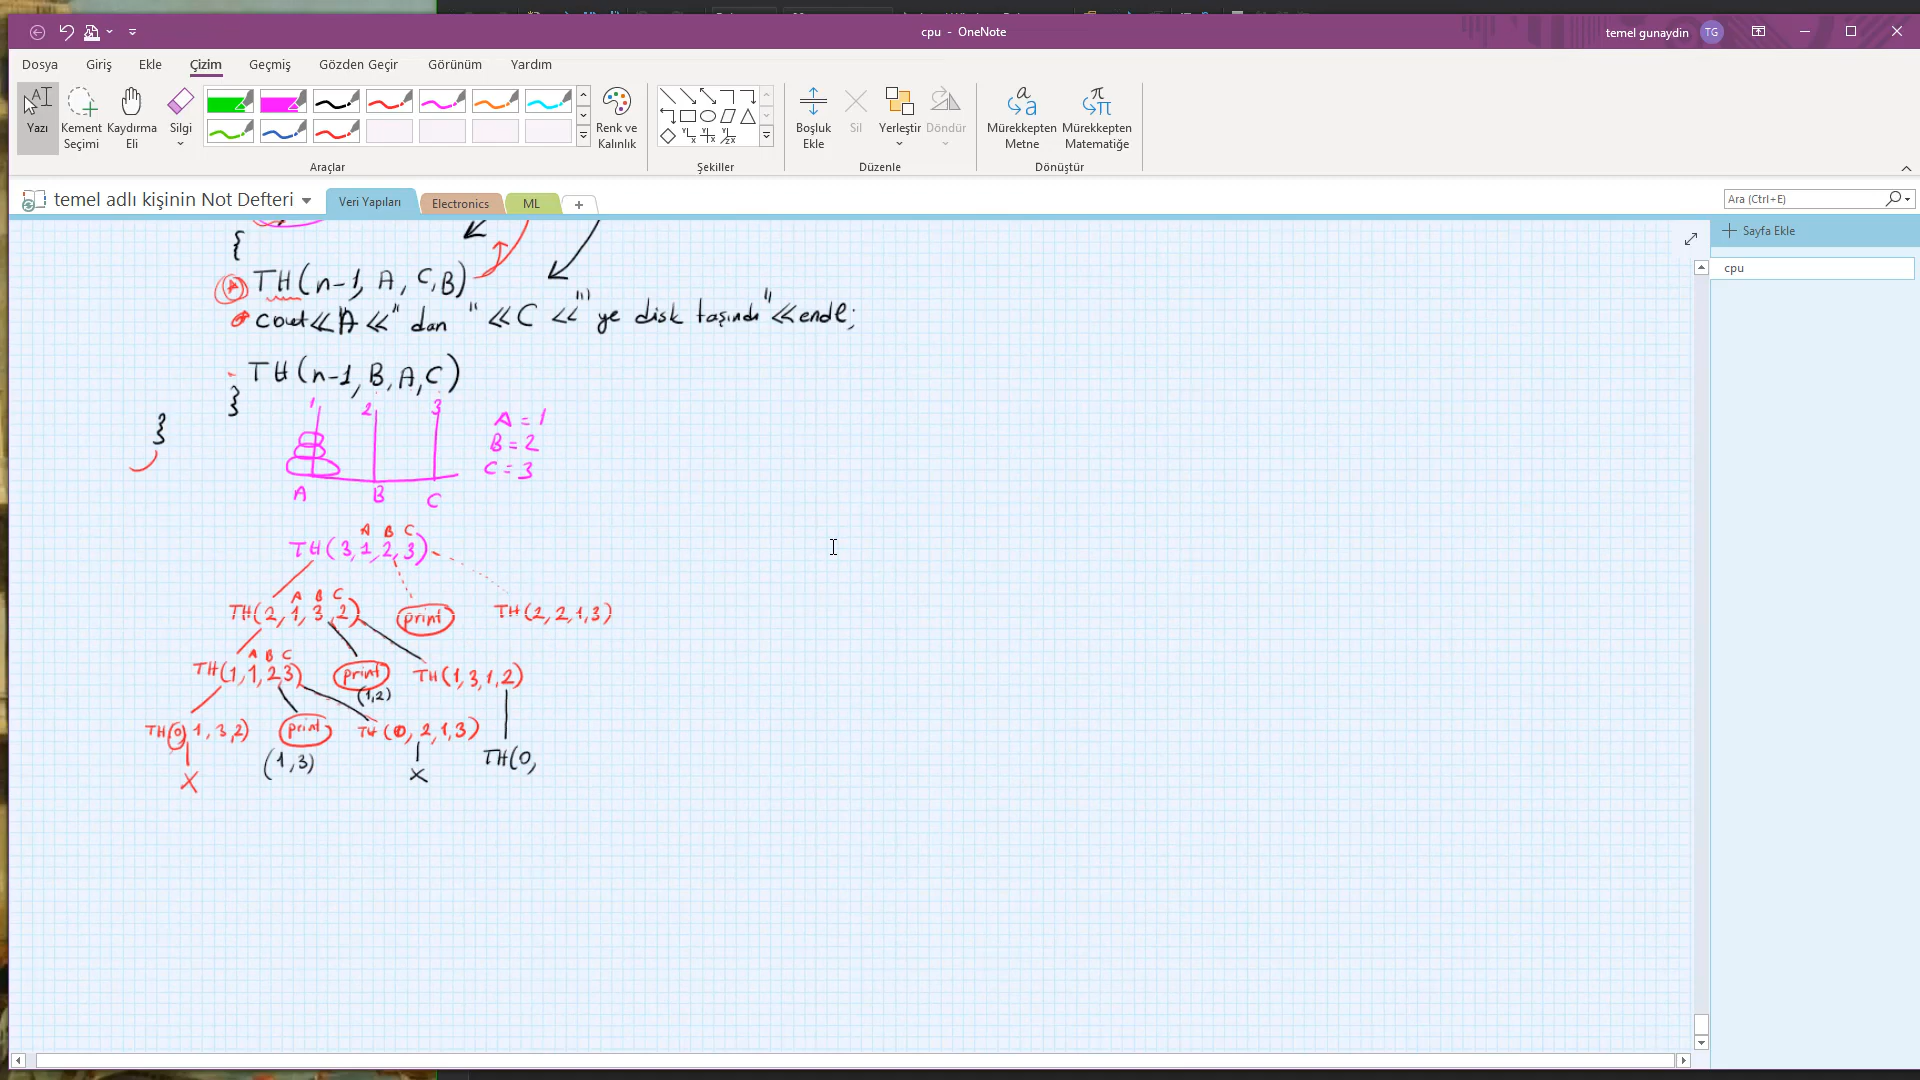 cpu - OneNote
temel gunaydin TG
Dosya Giriş Ekle Çizim Geçmiş Gözden Geçir Görünüm Yardım
Yazı
Kement Seçimi
Kaydırma Eli
Silgi
Renk ve Kalınlık
Boşluk Ekle
Sil
Yerleştir
Döndür
Mürekkepten Metne
Mürekkepten Matematiğe
Araçlar Şekiller Düzenle Dönüştür
temel adlı kişinin Not Defteri Veri Yapıları Electronics ML +
Ara (Ctrl+E)
Sayfa Ekle
cpu
{
TH(n-1, A, C, B)
cout<<A<<" dan " <<C <<" ye disk taşındı"<<endl;
TH(n-1, B, A, C)
}
}
1 2 3
A = 1
B = 2
C = 3
A B C
A B C
TH(3,1,2,3)
A B C
TH(2,1,3,2) print TH(2,2,1,3)
A B C
TH(1,1,2,3) print TH(1,3,1,2)
(1,2)
TH(0,1,3,2) print TH(0,2,1,3)
(1,3) TH(0,
X X